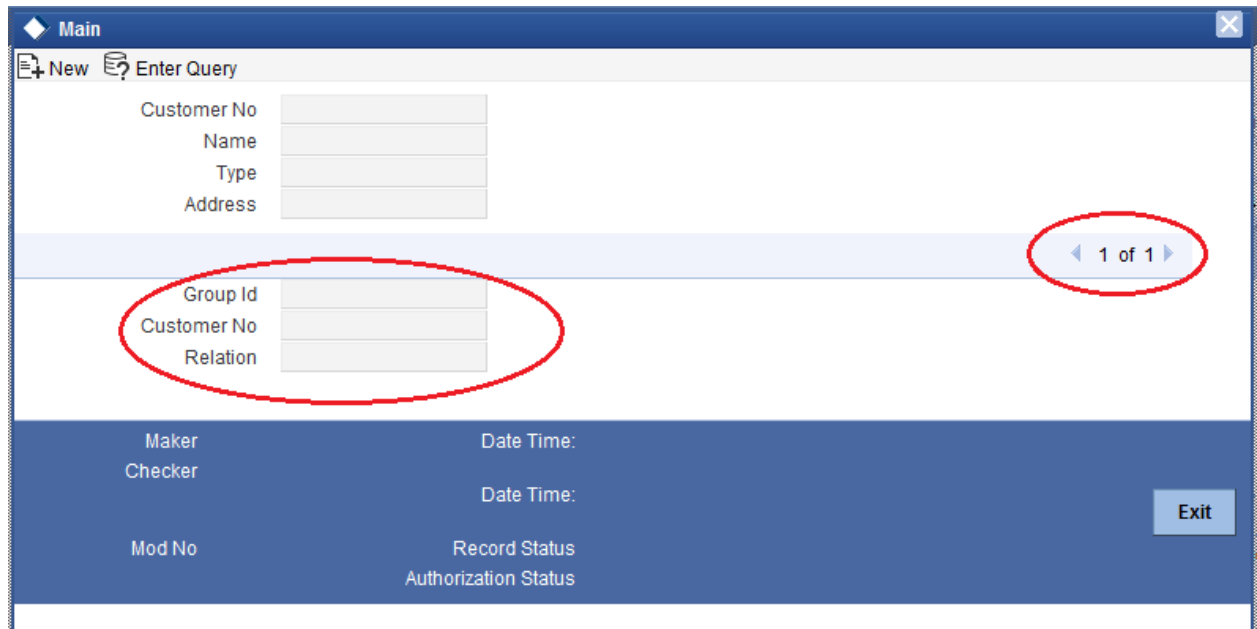 Main
New Enter Query
Customer No
Name
Type
Address
1 of 1
Group Id
Customer No
Relation
Maker Date Time:
Checker
Date Time:
Exit
Mod No Record Status
Authorization Status